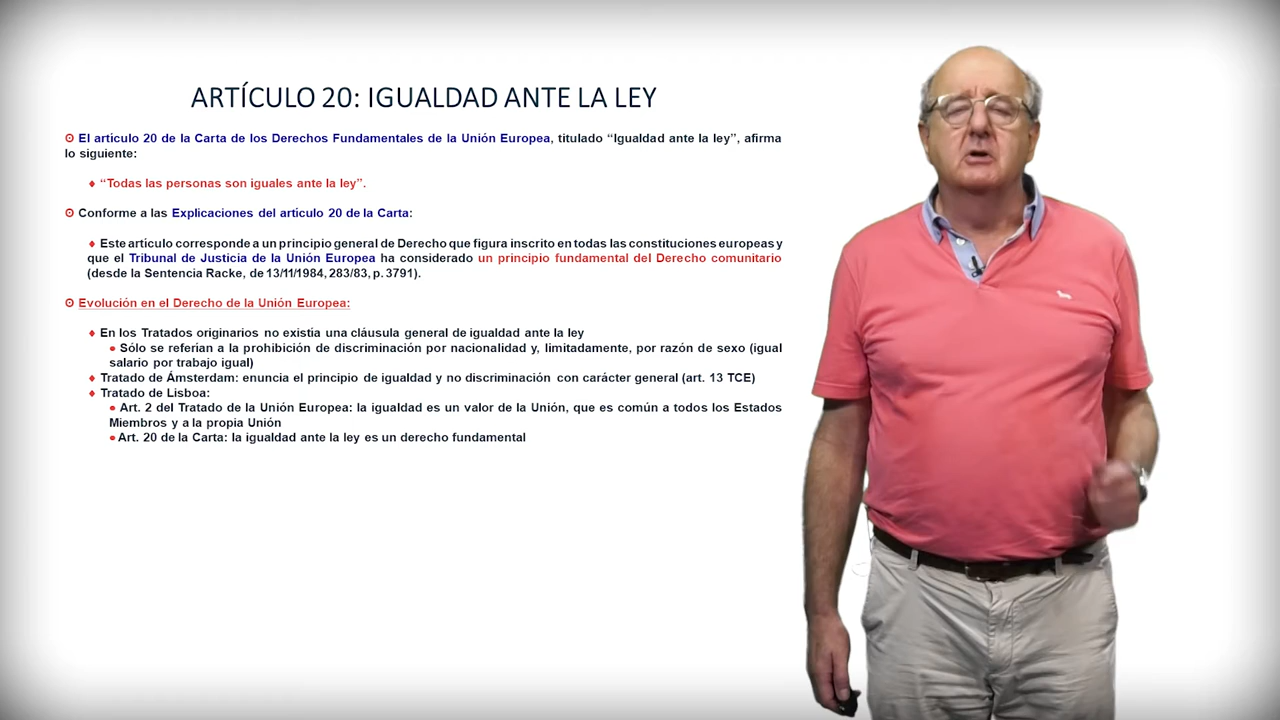 ARTÍCULO 20: IGUALDAD ANTE LA LEY
El artículo 20 de la Carta de los Derechos Fundamentales de la Unión Europea, titulado “Igualdad ante la ley”, afirma
lo siguiente:
“Todas las personas son iguales ante la ley”.
Conforme a las Explicaciones del artículo 20 de la Carta:
Este artículo corresponde a un principio general de Derecho que figura inscrito en todas las constituciones europeas y
que el Tribunal de Justicia de la Unión Europea ha considerado un principio fundamental del Derecho comunitario
(desde la Sentencia Racke, de 13/11/1984, 283/83, p. 3791).
Evolución en el Derecho de la Unión Europea:
En los Tratados originarios no existia una cláusula general de igualdad ante la ley
Sólo se referían a la prohibición de discriminación por nacionalidad y, limitadamente, por razón de sexo (igual
salario por trabajo igual)
Tratado de Ámsterdam: enuncia el principio de igualdad y no discriminación con carácter general (art. 13 TCE)
Tratado de Lisboa:
Art. 2 del Tratado de la Unión Europea: la igualdad es un valor de la Unión, que es común a todos los Estados
Miembros y a la propia Unión
Art. 20 de la Carta: la igualdad ante la ley es un derecho fundamental